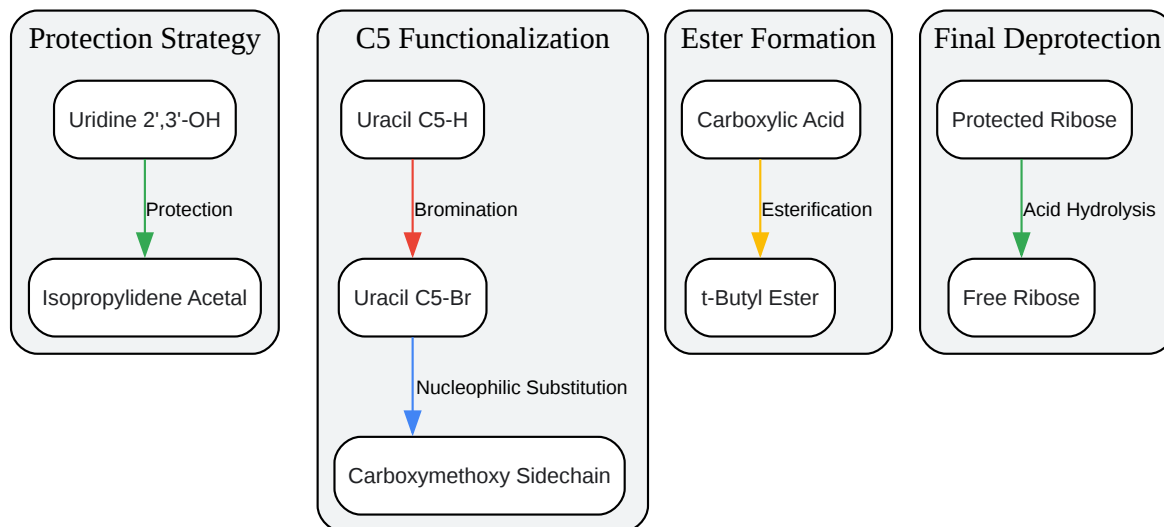 Protection Strategy
Uridine 2',3'-OH
Protection
Isopropylidene Acetal
C5 Functionalization
Uracil C5-H
Bromination
Uracil C5-Br
Nucleophilic Substitution
Carboxymethoxy Sidechain
Ester Formation
Carboxylic Acid
Esterification
t-Butyl Ester
Final Deprotection
Protected Ribose
Acid Hydrolysis
Free Ribose